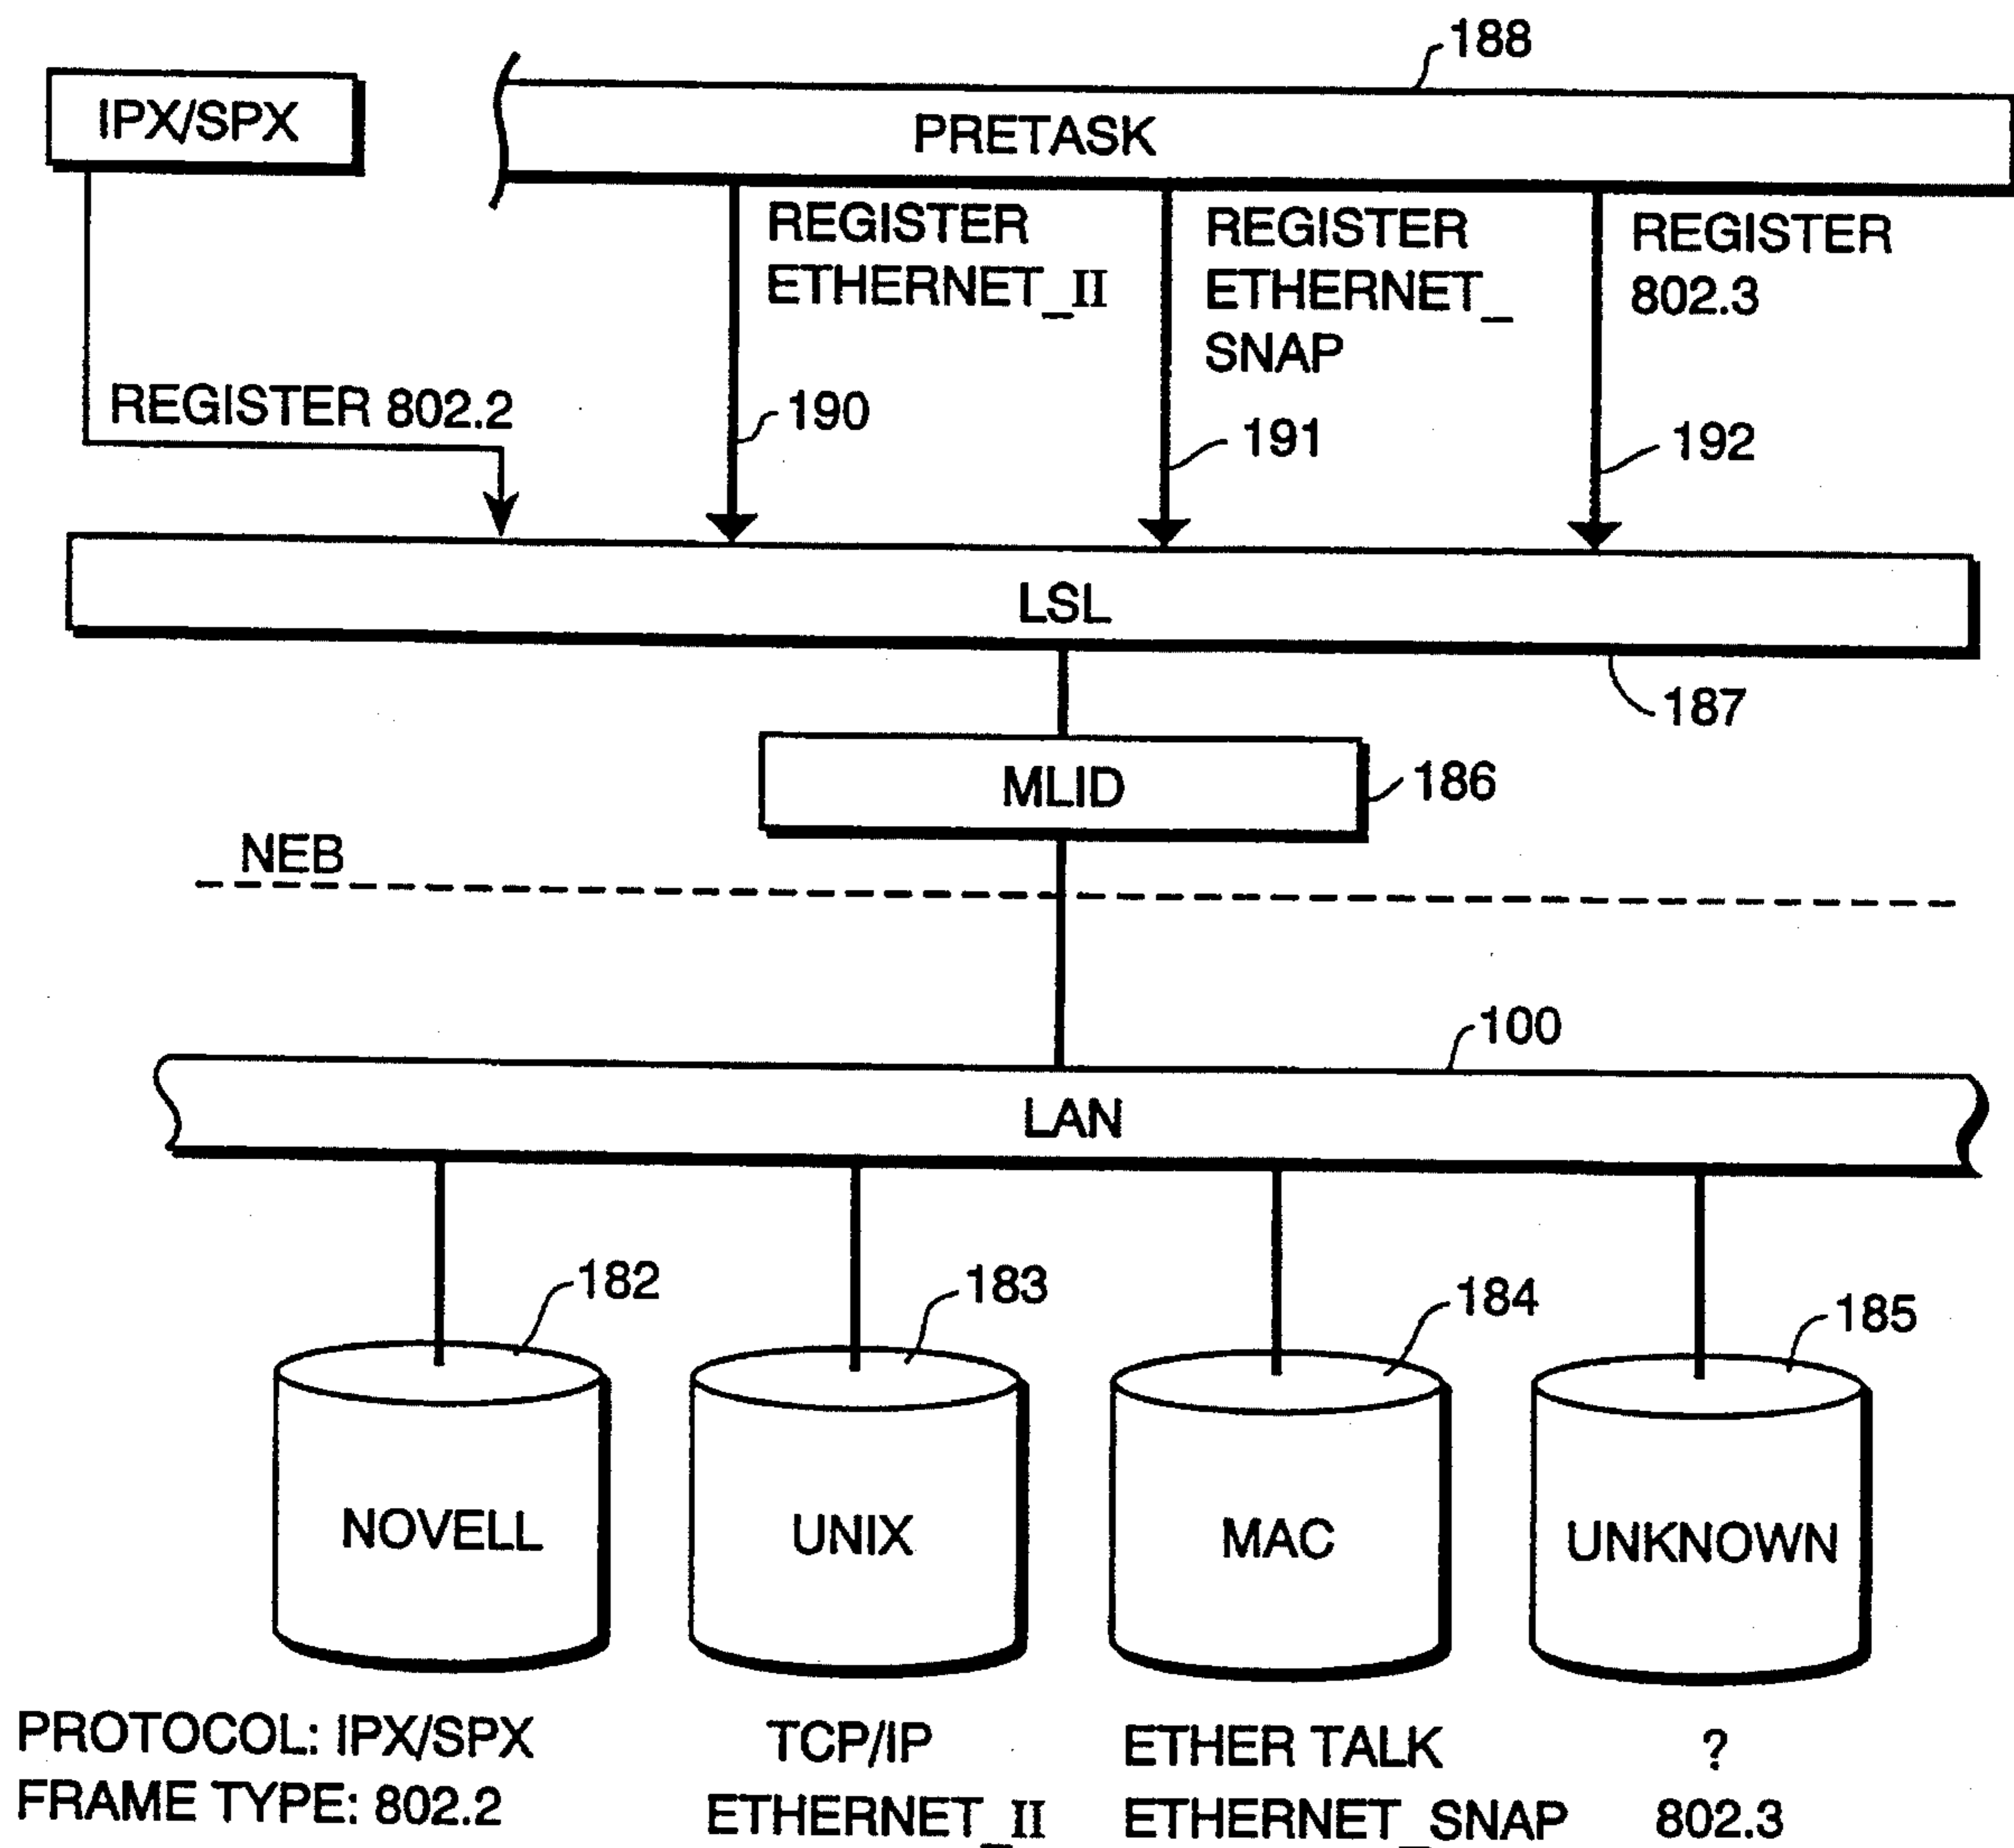 188
IPX/SPX
PRETASK
REGISTER
ETHERNET_II
REGISTER
ETHERNET_
SNAP
REGISTER
802.3
REGISTER 802.2
190
191
192
LSL
187
MLID
186
NEB
100
LAN
182
183
184
185
NOVELL
UNIX
MAC
UNKNOWN
PROTOCOL: IPX/SPX
TCP/IP
ETHER TALK
?
FRAME TYPE: 802.2
ETHERNET_II
ETHERNET_SNAP
802.3